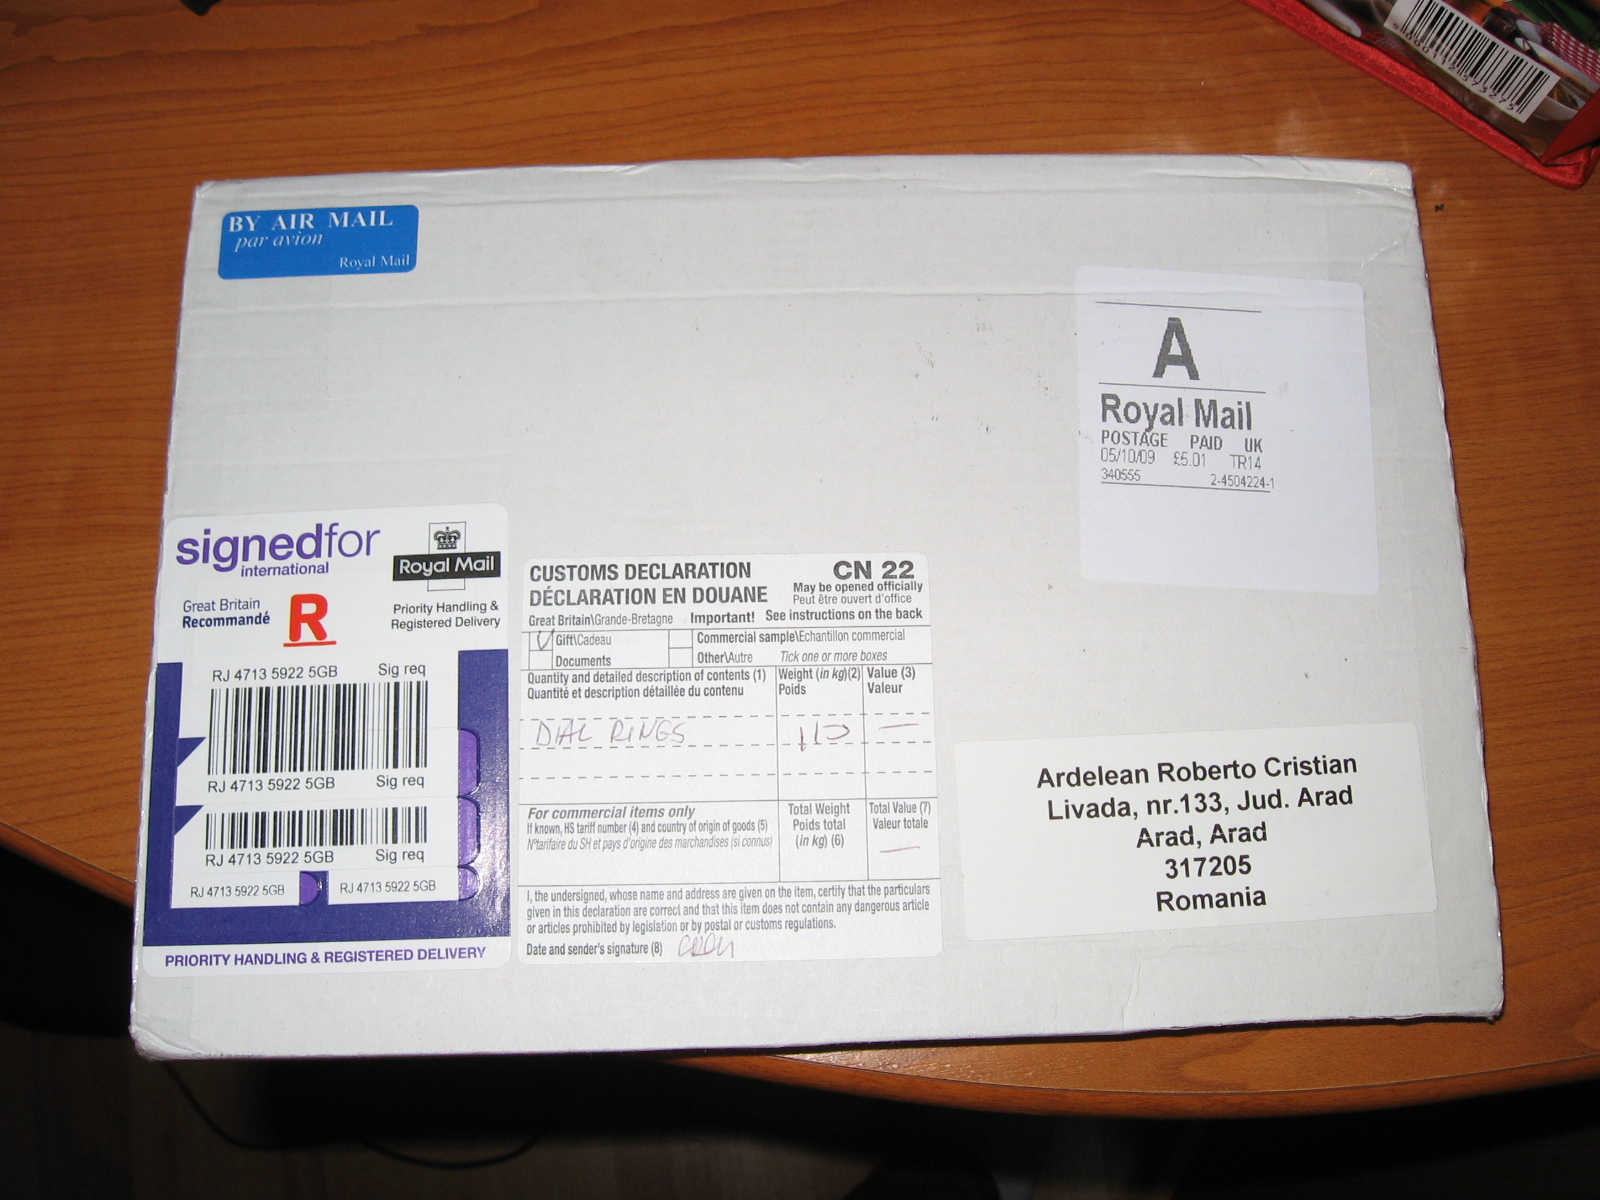 BY AIR MAIL
par avion
Royal Mail
A
Royal Mail
POSTAGE PAID UK
05/10/09 £5.01 TR14
340555 2-4504224-1
signedfor
international
Royal Mail
Great Britain
Recommandé
R
Priority Handling &
Registered Delivery
RJ 4713 5922 5GB Sig req
RJ 4713 5922 5GB Sig req
RJ 4713 5922 5GB Sig req
RJ 4713 5922 5GB RJ 4713 5922 5GB
PRIORITY HANDLING & REGISTERED DELIVERY
CUSTOMS DECLARATION CN 22
DÉCLARATION EN DOUANE
May be opened officially
Peut être ouvert d'office
Great Britain\Grande-Bretagne Important! See instructions on the back
Gift\Cadeau Commercial sample\Echantillon commercial
Documents Other\Autre Tick one or more boxes
Quantity and detailed description of contents (1) Weight (in kg)(2) Value (3)
Quantité et description détaillée du contenu Poids Valeur
DIAL RINGS
For commercial items only Total Weight Total Value (7)
If known, HS tariff number (4) and country of origin of goods (5) Poids total Valeur totale
N°tarifaire du SH et pays d'origine des marchandises (si connus) (in kg) (6)
I, the undersigned, whose name and address are given on the item, certify that the particulars
given in this declaration are correct and that this item does not contain any dangerous article
or articles prohibited by legislation or by postal or customs regulations.
Date and sender's signature (8)
Ardelean Roberto Cristian
Livada, nr.133, Jud. Arad
Arad, Arad
317205
Romania